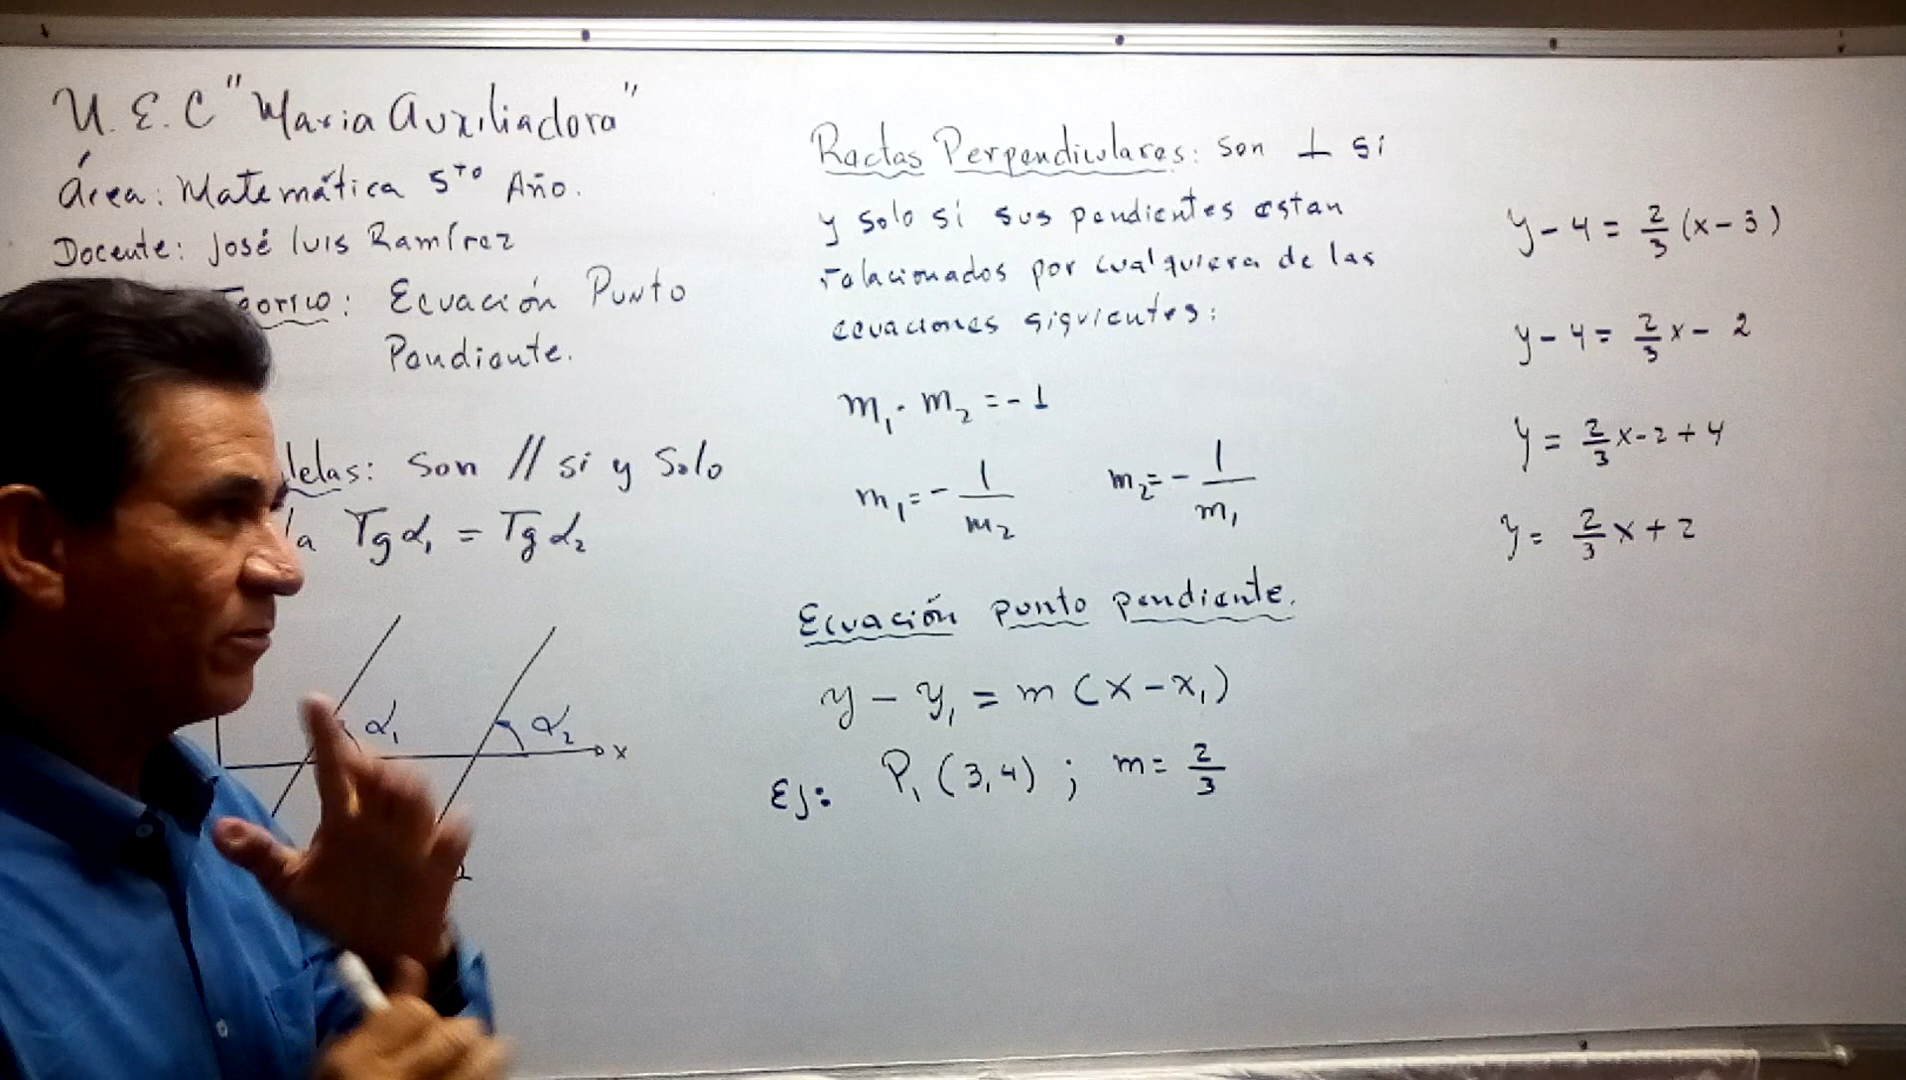 U.E.C "Maria Auxiliadora"
Área: Matemática 5to Año.
Docente: José luis Ramírez
Teorico: Ecuación Punto
Pendiente.
lelas: son // si y Solo
la Tgα₁ = Tgα₂
α₁
α₂
x
Rectas Perpendiculares: son ⊥ si
y solo si sus pendientes estan
relacionados por cualquiera de las
ecuaciones siguientes:
m₁ · m₂ = -1
m₁ = - 1/m₂
m₂ = - 1/m₁
Ecuación punto pendiente.
y - y₁ = m (x - x₁)
Ej: P₁ (3,4) ; m = 2/3
y - 4 = 2/3 (x - 3)
y - 4 = 2/3 x - 2
y = 2/3 x - 2 + 4
y = 2/3 x + 2